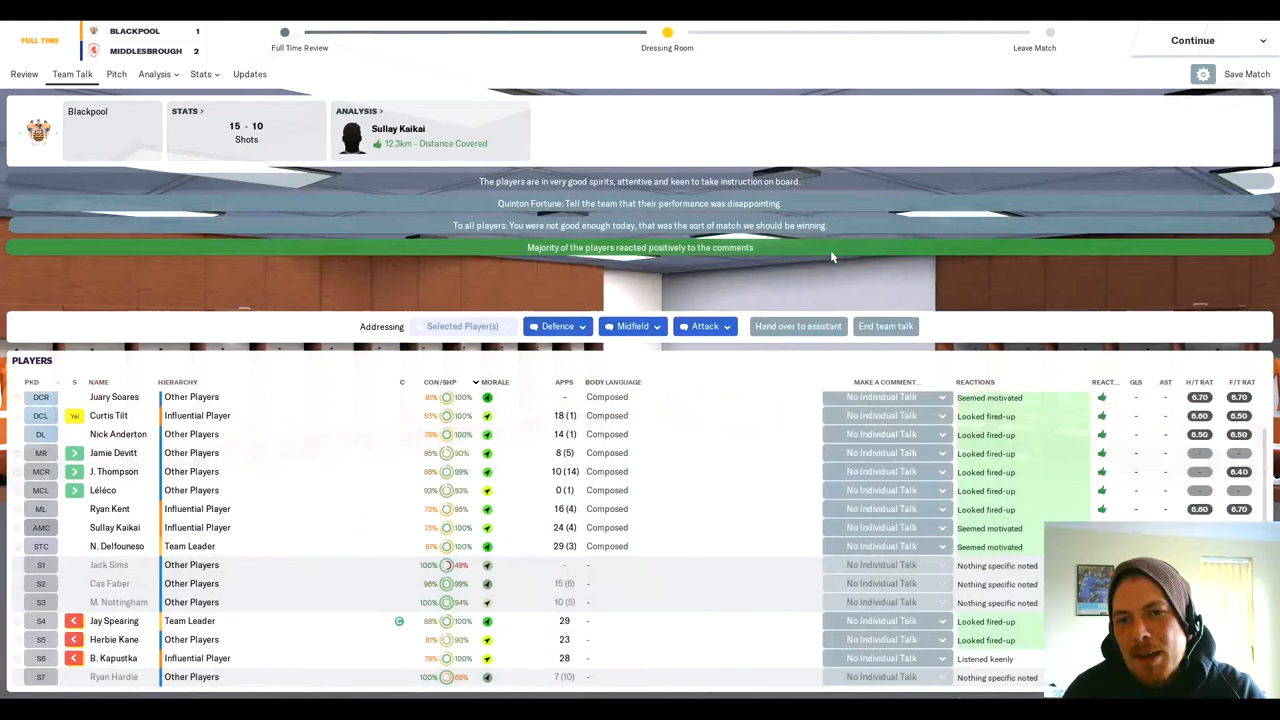 FULL TIME
BLACKPOOL 1
MIDDLESBROUGH 2
Full Time Review
Dressing Room
Leave Match
Continue
Review Team Talk Pitch Analysis Stats Updates
Save Match
Blackpool
STATS >
15 - 10
Shots
ANALYSIS >
Sullay Kaikai
12.3km - Distance Covered
The players are in very good spirits, attentive and keen to take instruction on board.
Quinton Fortune: Tell the team that their performance was disappointing.
To all players: You were not good enough today, that was the sort of match we should be winning.
Majority of the players reacted positively to the comments
Addressing Selected Player(s) Defence Midfield Attack Hand over to assistant End team talk
PLAYERS
PKD S NAME HIERARCHY C CON/SHP MORALE APPS BODY LANGUAGE MAKE A COMMENT... REACTIONS REACT... GLS AST H/T RAT F/T RAT
DCR Juary Soares Other Players 81% 100% - Composed No Individual Talk Seemed motivated - - 6.70 6.70
DCL Yel Curtis Tilt Influential Player 83% 100% 18 (1) Composed No Individual Talk Looked fired-up - - 6.60 6.50
DL Nick Anderton Other Players 76% 100% 14 (1) Composed No Individual Talk Looked fired-up - - 6.50 6.50
MR Jamie Devitt Other Players 95% 90% 8 (5) Composed No Individual Talk Looked fired-up - - - -
MCR J. Thompson Other Players 88% 99% 10 (14) Composed No Individual Talk Looked fired-up - - - 6.40
MCL Léléco Other Players 93% 93% 0 (1) Composed No Individual Talk Looked fired-up - - - -
ML Ryan Kent Influential Player 73% 95% 16 (4) Composed No Individual Talk Looked fired-up - - 6.60 6.70
AMC Sullay Kaikai Influential Player 73% 100% 24 (4) Composed No Individual Talk Seemed motivated
STC N. Delfouneso Team Leader 81% 100% 29 (3) Composed No Individual Talk Seemed motivated
S1 Jack Sims Other Players 100% 49% - - No Individual Talk Nothing specific noted
S2 Cas Faber Other Players 96% 99% 15 (6) - No Individual Talk Nothing specific noted
S3 M. Nottingham Other Players 100% 94% 10 (5) - No Individual Talk Nothing specific noted
S4 Jay Spearing Team Leader C 88% 100% 29 - No Individual Talk Looked fired-up
S5 Herbie Kane Other Players 81% 90% 23 - No Individual Talk Looked fired-up
S6 B. Kapustka Influential Player 78% 100% 28 - No Individual Talk Listened keenly
S7 Ryan Hardie Other Players 100% 68% 7 (10) - No Individual Talk Nothing specific noted